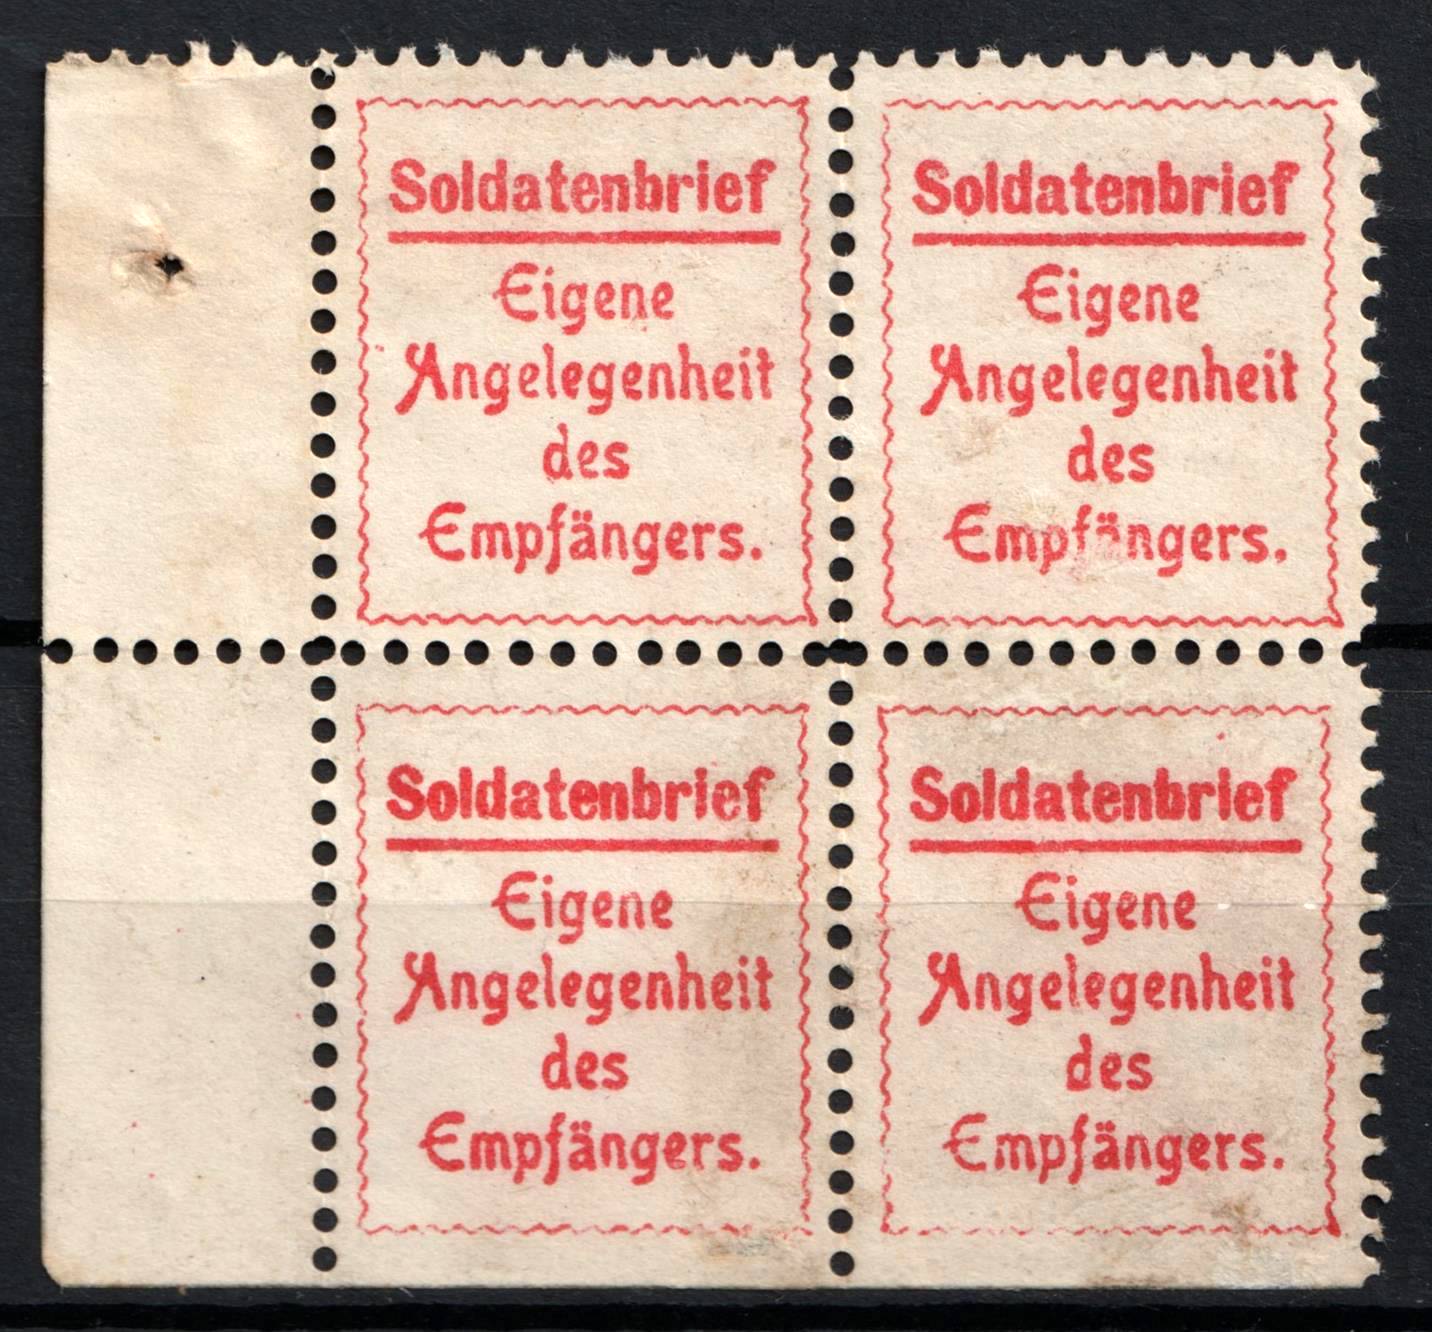 Soldatenbrief
Eigene
Angelegenheit
des
Empfängers.
Soldatenbrief
Eigene
Angelegenheit
des
Empfängers.
Soldatenbrief
Eigene
Angelegenheit
des
Empfängers.
Soldatenbrief
Eigene
Angelegenheit
des
Empfängers.